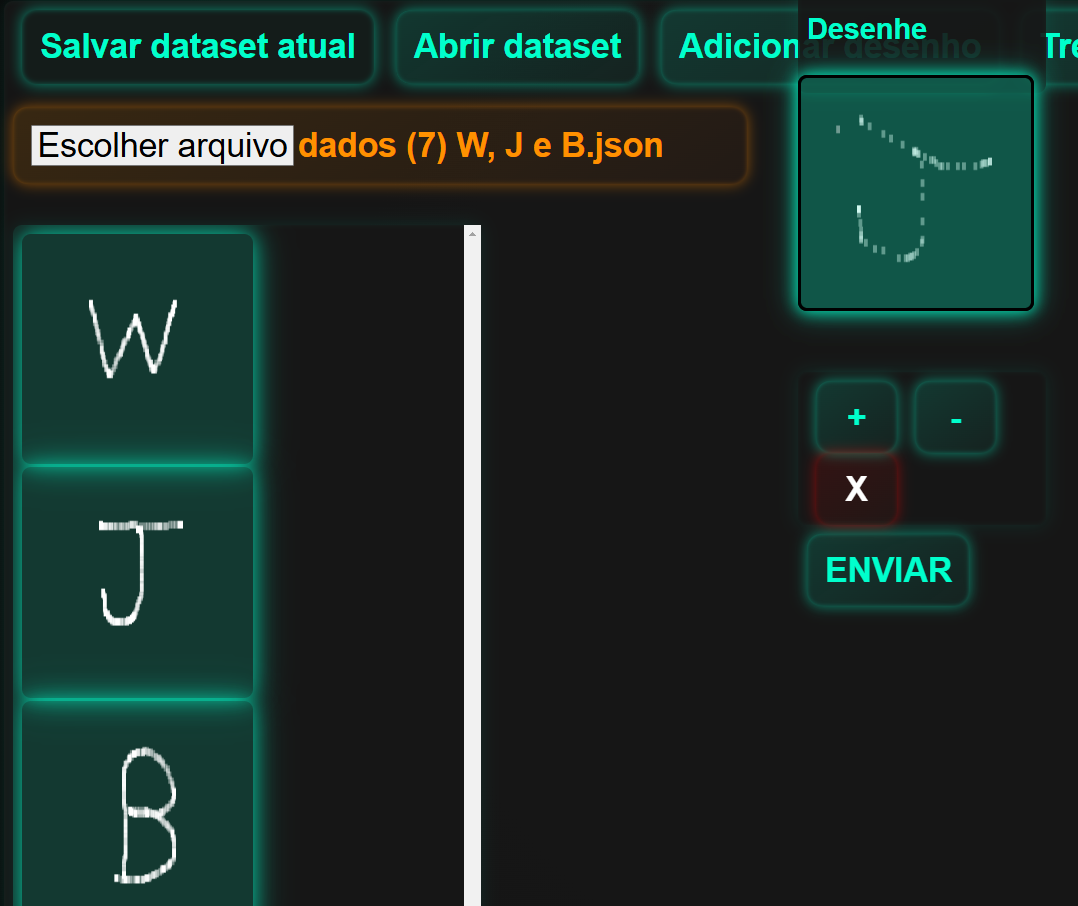 Salvar dataset atual Abrir dataset Adicionar desenho Tre
Desenhe
Escolher arquivo dados (7) W, J e B.json
J
W
J
B
+ -
X
ENVIAR